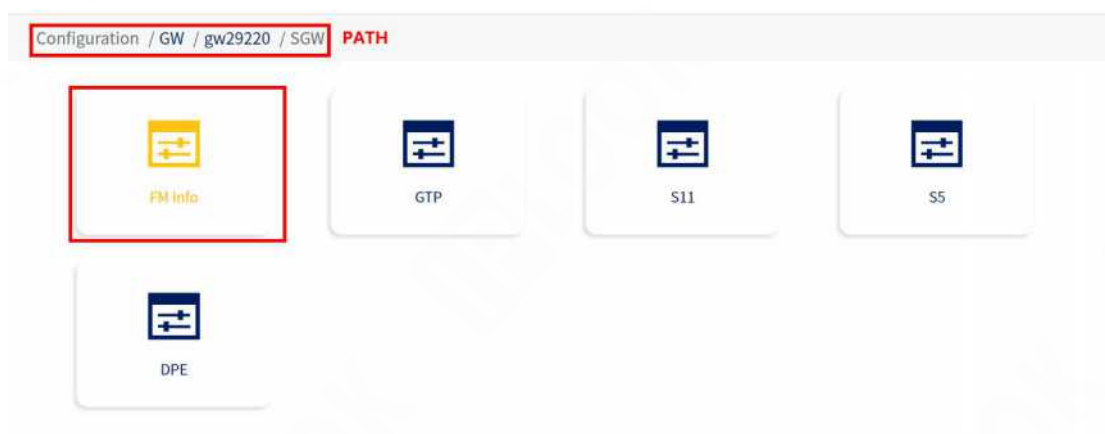 Configuration / GW / gw29220 / SGW PATH
FM Info GTP S11 S5
DPE